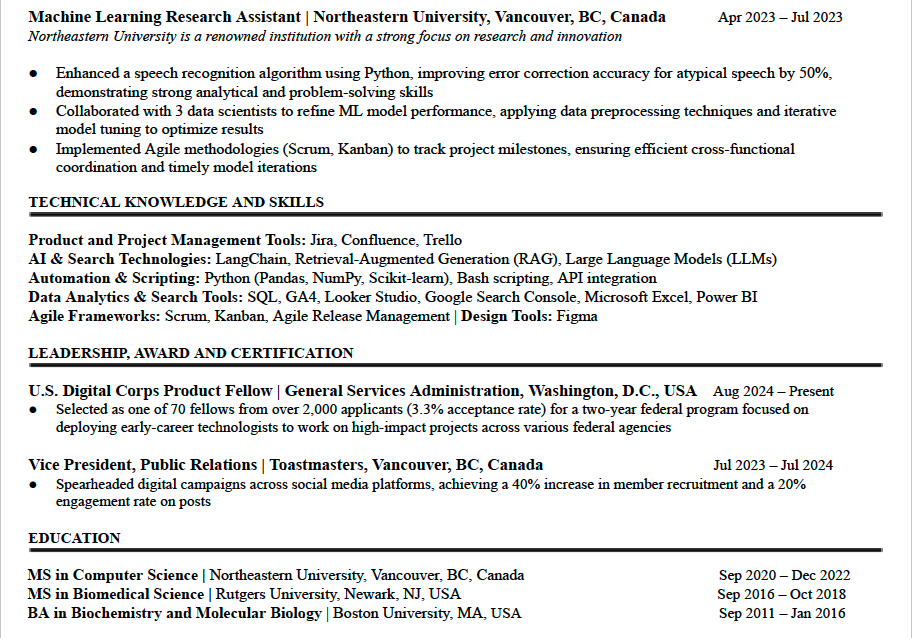 Machine Learning Research Assistant | Northeastern University, Vancouver, BC, Canada Apr 2023 – Jul 2023
Northeastern University is a renowned institution with a strong focus on research and innovation
● Enhanced a speech recognition algorithm using Python, improving error correction accuracy for atypical speech by 50%,
demonstrating strong analytical and problem-solving skills
● Collaborated with 3 data scientists to refine ML model performance, applying data preprocessing techniques and iterative
model tuning to optimize results
● Implemented Agile methodologies (Scrum, Kanban) to track project milestones, ensuring efficient cross-functional
coordination and timely model iterations
TECHNICAL KNOWLEDGE AND SKILLS
Product and Project Management Tools: Jira, Confluence, Trello
AI & Search Technologies: LangChain, Retrieval-Augmented Generation (RAG), Large Language Models (LLMs)
Automation & Scripting: Python (Pandas, NumPy, Scikit-learn), Bash scripting, API integration
Data Analytics & Search Tools: SQL, GA4, Looker Studio, Google Search Console, Microsoft Excel, Power BI
Agile Frameworks: Scrum, Kanban, Agile Release Management | Design Tools: Figma
LEADERSHIP, AWARD AND CERTIFICATION
U.S. Digital Corps Product Fellow | General Services Administration, Washington, D.C., USA Aug 2024 – Present
● Selected as one of 70 fellows from over 2,000 applicants (3.3% acceptance rate) for a two-year federal program focused on
deploying early-career technologists to work on high-impact projects across various federal agencies
Vice President, Public Relations | Toastmasters, Vancouver, BC, Canada Jul 2023 – Jul 2024
● Spearheaded digital campaigns across social media platforms, achieving a 40% increase in member recruitment and a 20%
engagement rate on posts
EDUCATION
MS in Computer Science | Northeastern University, Vancouver, BC, Canada Sep 2020 – Dec 2022
MS in Biomedical Science | Rutgers University, Newark, NJ, USA Sep 2016 – Oct 2018
BA in Biochemistry and Molecular Biology | Boston University, MA, USA Sep 2011 – Jan 2016